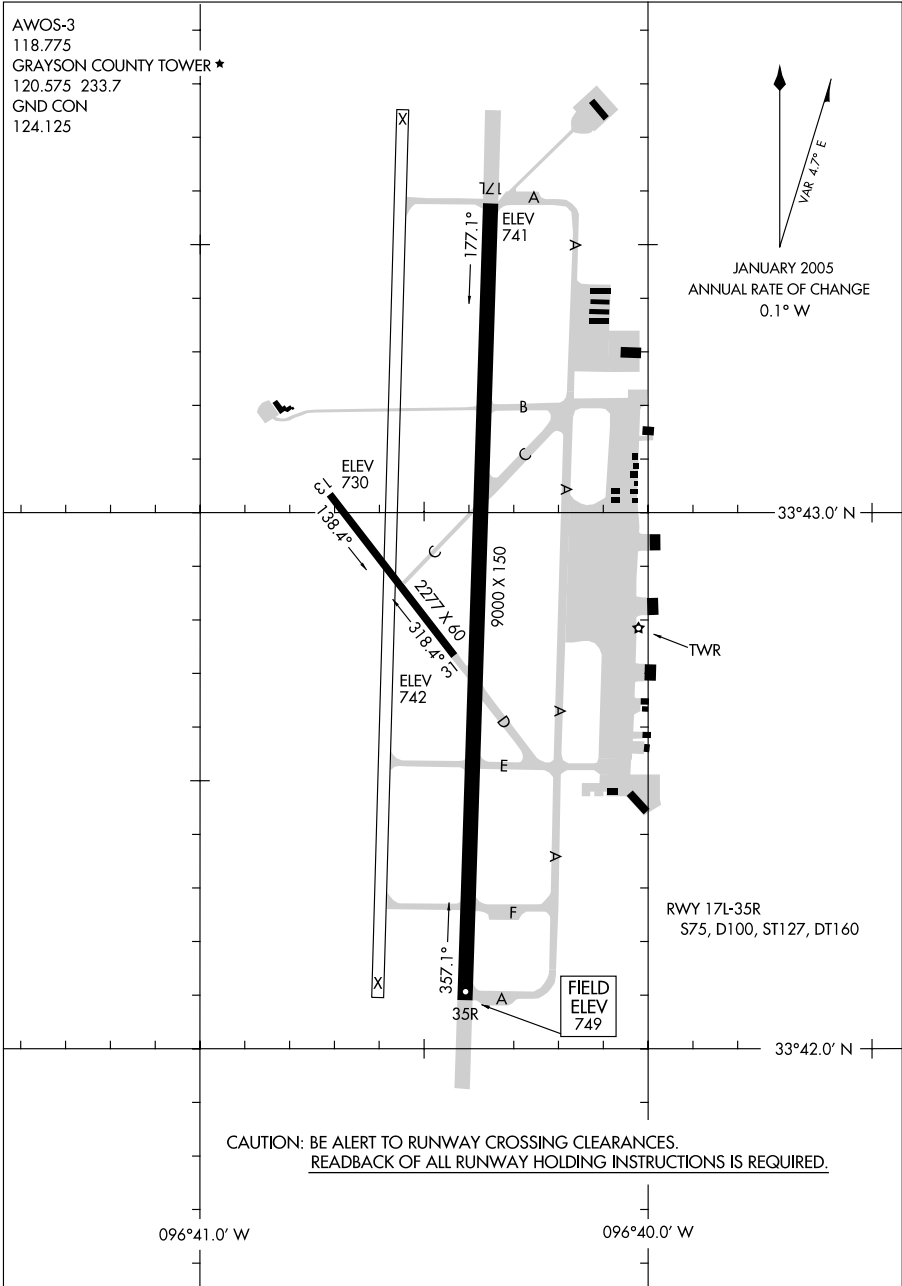 AWOS-3
118.775
GRAYSON COUNTY TOWER ★
120.575 233.7
GND CON
124.125
VAR 4.7° E
JANUARY 2005
ANNUAL RATE OF CHANGE
0.1° W
X
17L
A
ELEV
741
177.1°
A
B
C
ELEV
730
13
138.4°
A
33°43.0' N
C
2277 X 60
9000 X 150
318.4°
31
TWR
ELEV
742
D
A
E
A
F
RWY 17L-35R
S75, D100, ST127, DT160
357.1°
X
A
35R
FIELD
ELEV
749
33°42.0' N
CAUTION: BE ALERT TO RUNWAY CROSSING CLEARANCES.
READBACK OF ALL RUNWAY HOLDING INSTRUCTIONS IS REQUIRED.
096°41.0' W
096°40.0' W